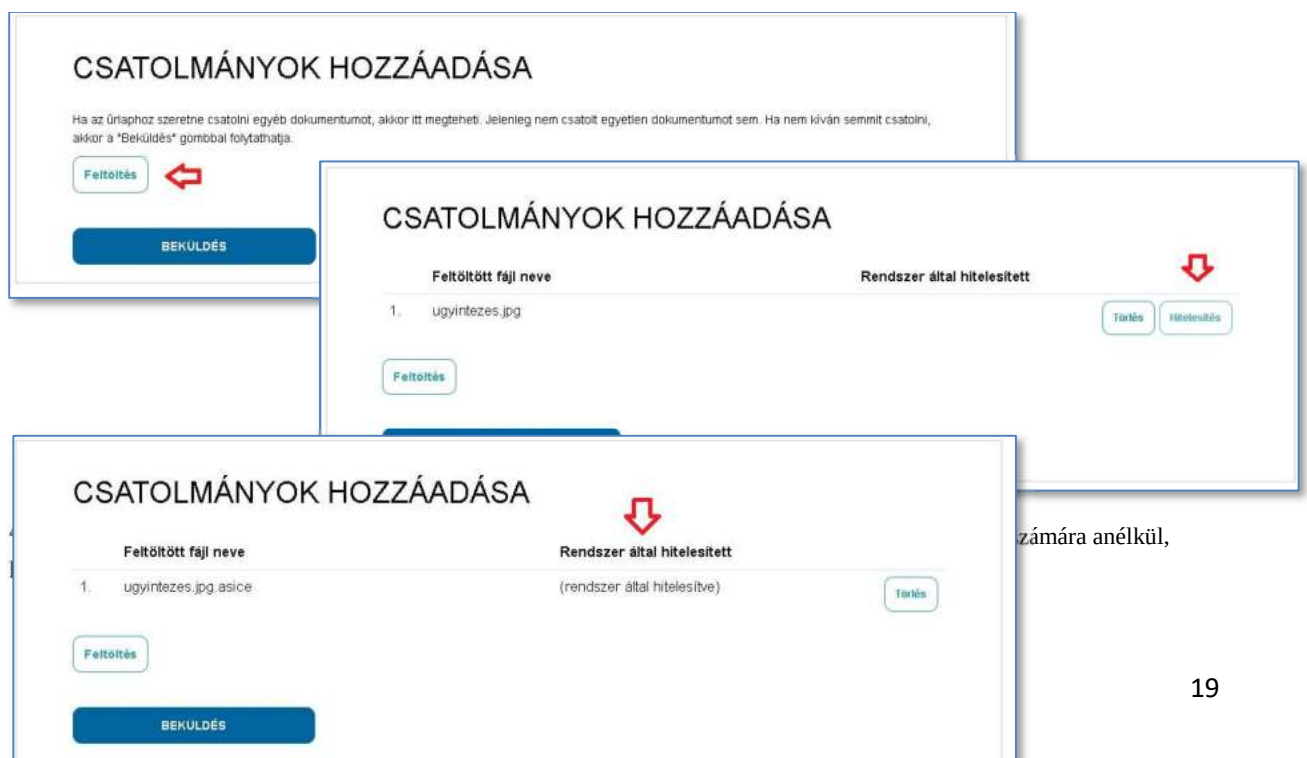 CSATOLMÁNYOK HOZZÁADÁSA
Ha az űrlaphoz szeretne csatolni egyéb dokumentumot, akkor itt megteheti. Jelenleg nem csatolt egyetlen dokumentumot sem. Ha nem kíván semmit csatolni,
akkor a "Beküldés" gombbal folytathatja.
Feltöltés
BEKÜLDÉS
CSATOLMÁNYOK HOZZÁADÁSA
Feltöltött fájl neve Rendszer által hitelesített
1. ugyintezes.jpg Törlés Hitelesítés
Feltöltés
CSATOLMÁNYOK HOZZÁADÁSA
Feltöltött fájl neve Rendszer által hitelesített
1. ugyintezes.jpg.asice (rendszer által hitelesítve) Törlés
Feltöltés
BEKÜLDÉS
számára anélkül,
19